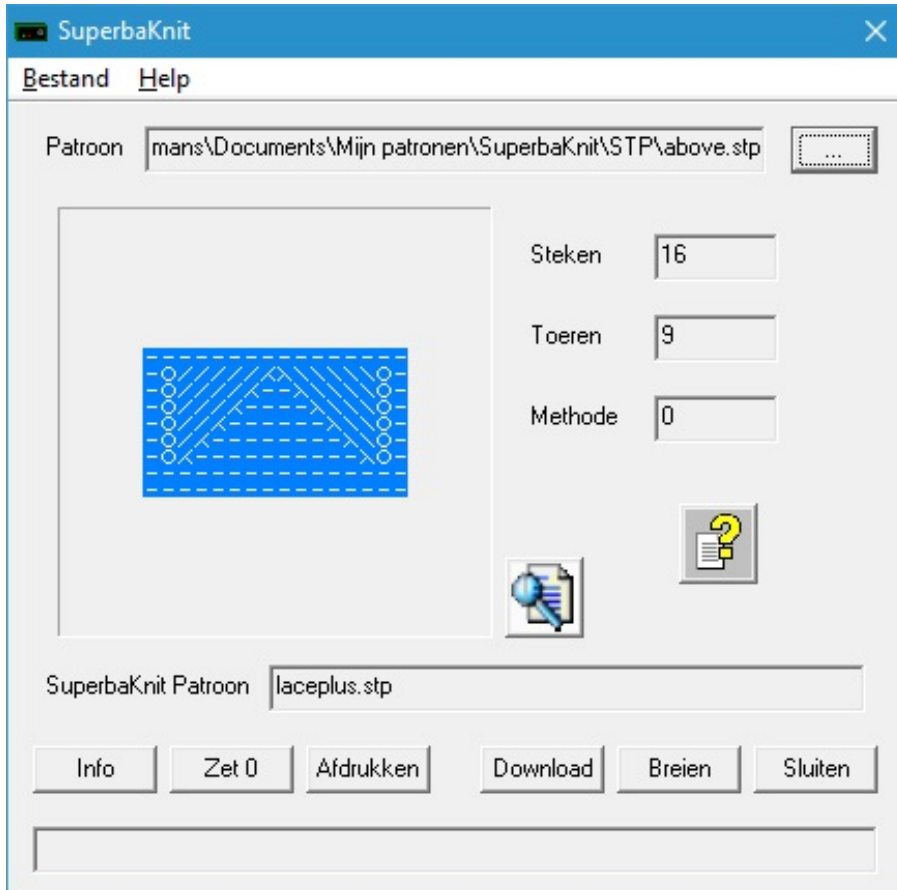 SuperbaKnit
Bestand Help
Patroon mans\Documents\Mijn patronen\SuperbaKnit\STP\above.stp ...
Steken 16
Toeren 9
Methode 0
SuperbaKnit Patroon laceplus.stp
Info Zet 0 Afdrukken Download Breien Sluiten